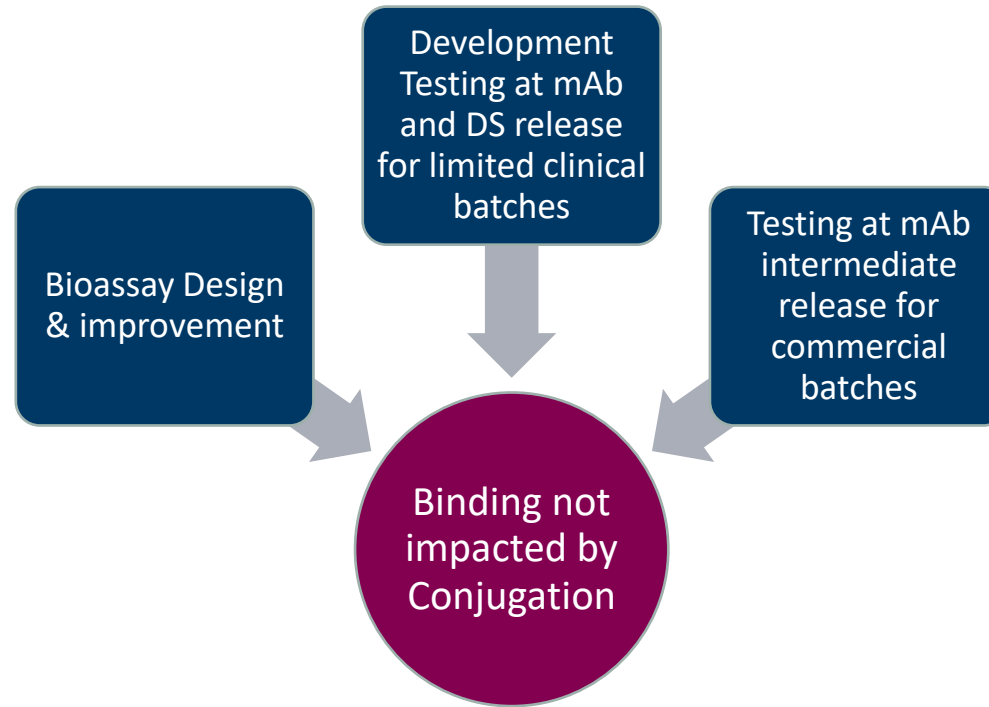 Bioassay Design
& improvement
Development
Testing at mAb
and DS release
for limited clinical
batches
Testing at mAb
intermediate
release for
commercial
batches
Binding not
impacted by
Conjugation